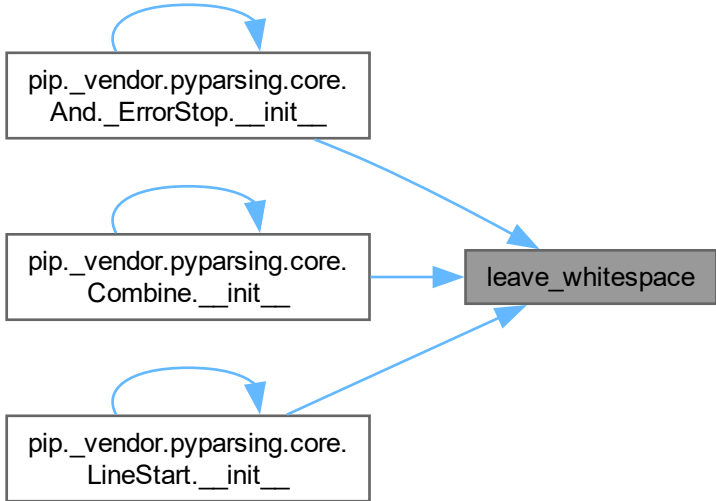 pip._vendor.pyparsing.core.
And._ErrorStop.__init__
pip._vendor.pyparsing.core.
Combine.__init__
leave_whitespace
pip._vendor.pyparsing.core.
LineStart.__init__